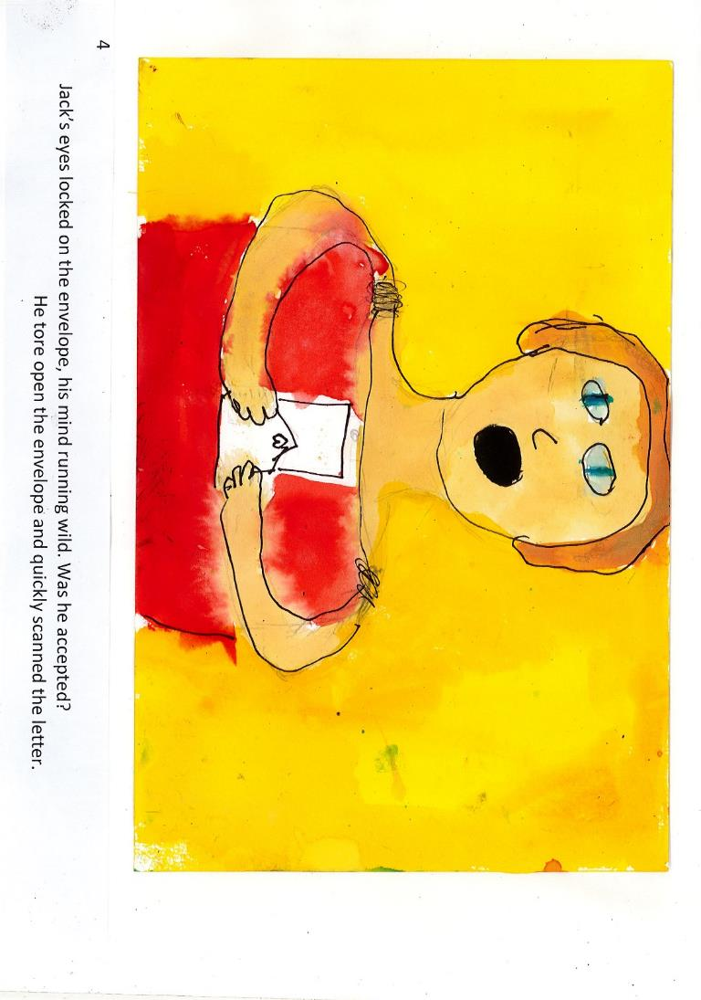 4
Jack's eyes locked on the envelope, his mind running wild. Was he accepted?
He tore open the envelope and quickly scanned the letter.